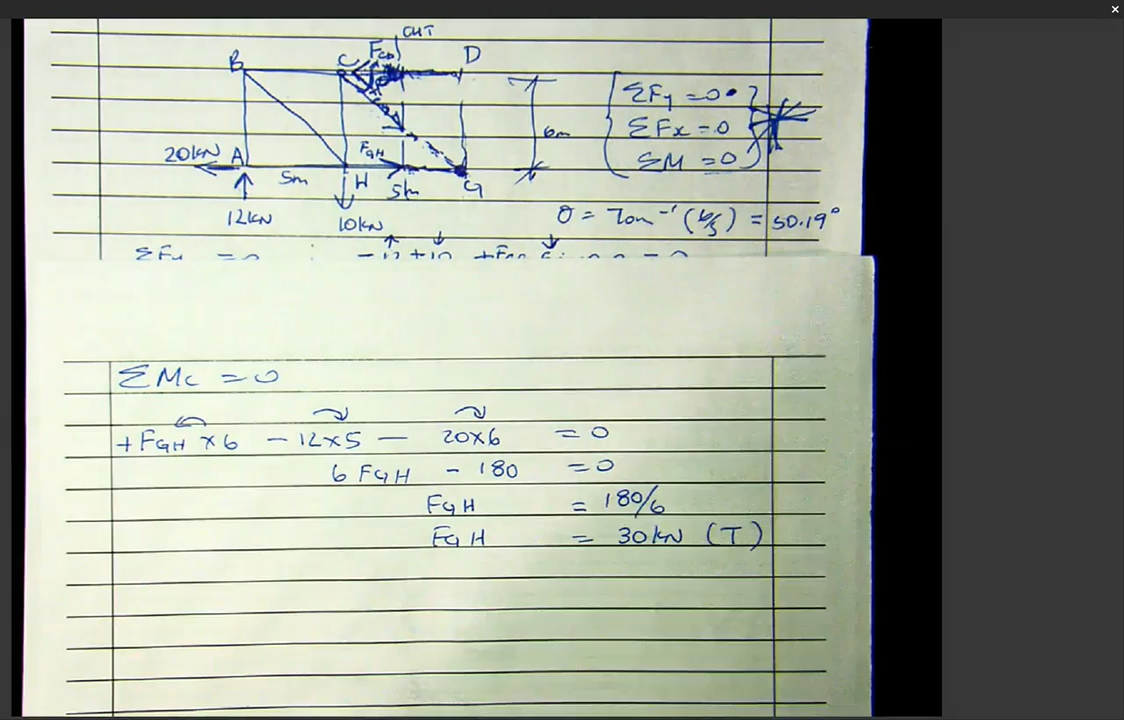 CUT
B C FCD D
ΣFy = 0
ΣFx = 0
ΣM = 0
6m
20kN A 5m H FGH 5m G
12kN 10kN
θ = Tan⁻¹ (6/5) = 50.19°
ΣMc = 0
+FGH × 6 - 12×5 - 20×6 = 0
6 FGH - 180 = 0
FGH = 180/6
FGH = 30kN (T)